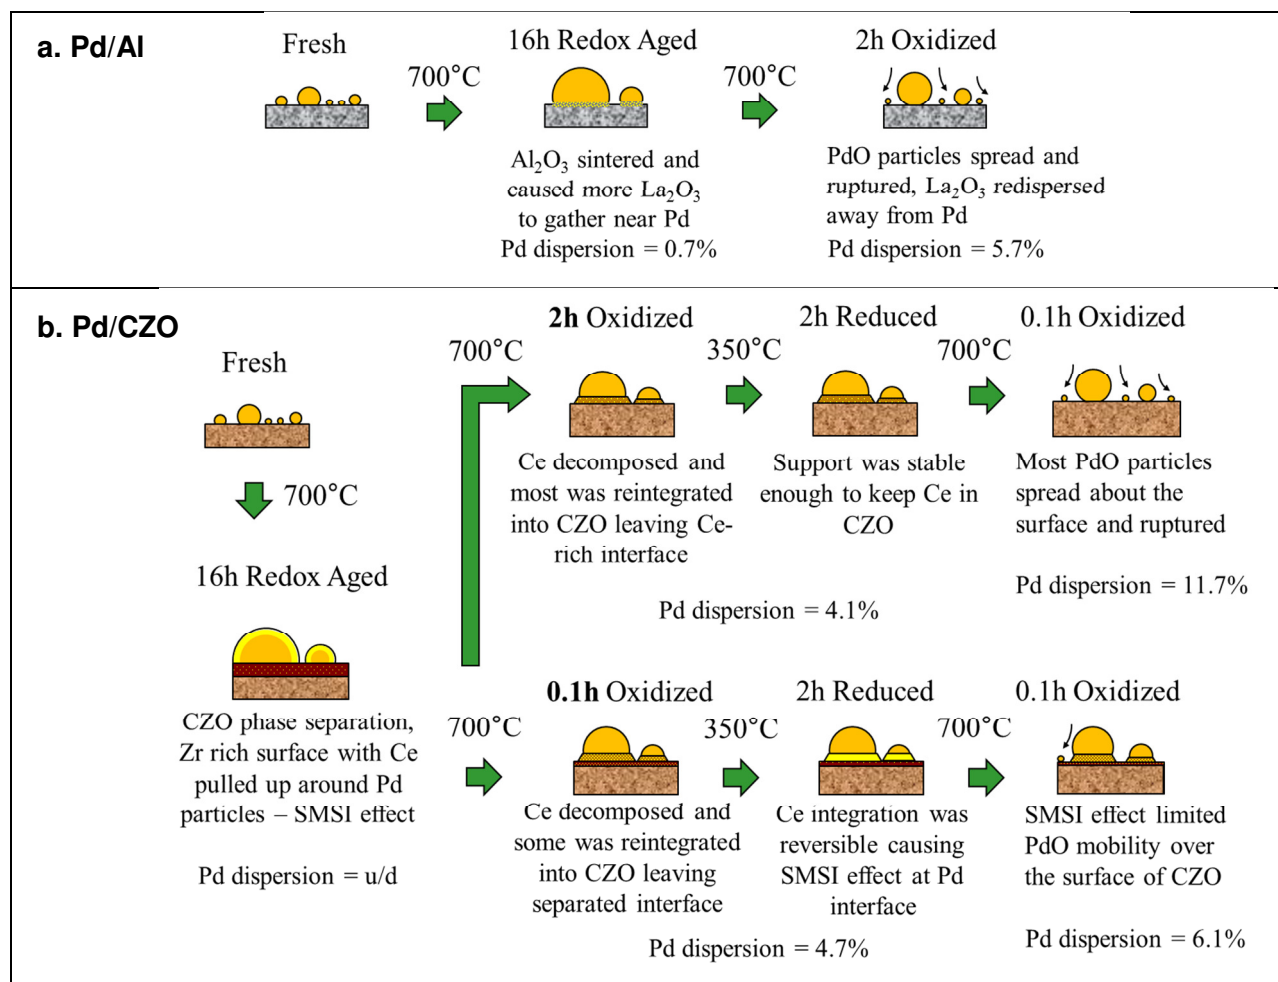 a. Pd/Al
Fresh
700°C
16h Redox Aged
700°C
2h Oxidized
Al₂O₃ sintered and
caused more La₂O₃
to gather near Pd
Pd dispersion = 0.7%
PdO particles spread and
ruptured, La₂O₃ redispersed
away from Pd
Pd dispersion = 5.7%
b. Pd/CZO
Fresh
700°C
16h Redox Aged
CZO phase separation,
Zr rich surface with Ce
pulled up around Pd
particles – SMSI effect
Pd dispersion = u/d
700°C
2h Oxidized
350°C
2h Reduced
700°C
0.1h Oxidized
Ce decomposed and
most was reintegrated
into CZO leaving Ce-
rich interface
Support was stable
enough to keep Ce in
CZO
Pd dispersion = 4.1%
Most PdO particles
spread about the
surface and ruptured
Pd dispersion = 11.7%
700°C
0.1h Oxidized
350°C
2h Reduced
700°C
0.1h Oxidized
Ce decomposed and
some was reintegrated
into CZO leaving
separated interface
Ce integration was
reversible causing
SMSI effect at Pd
interface
Pd dispersion = 4.7%
SMSI effect limited
PdO mobility over
the surface of CZO
Pd dispersion = 6.1%